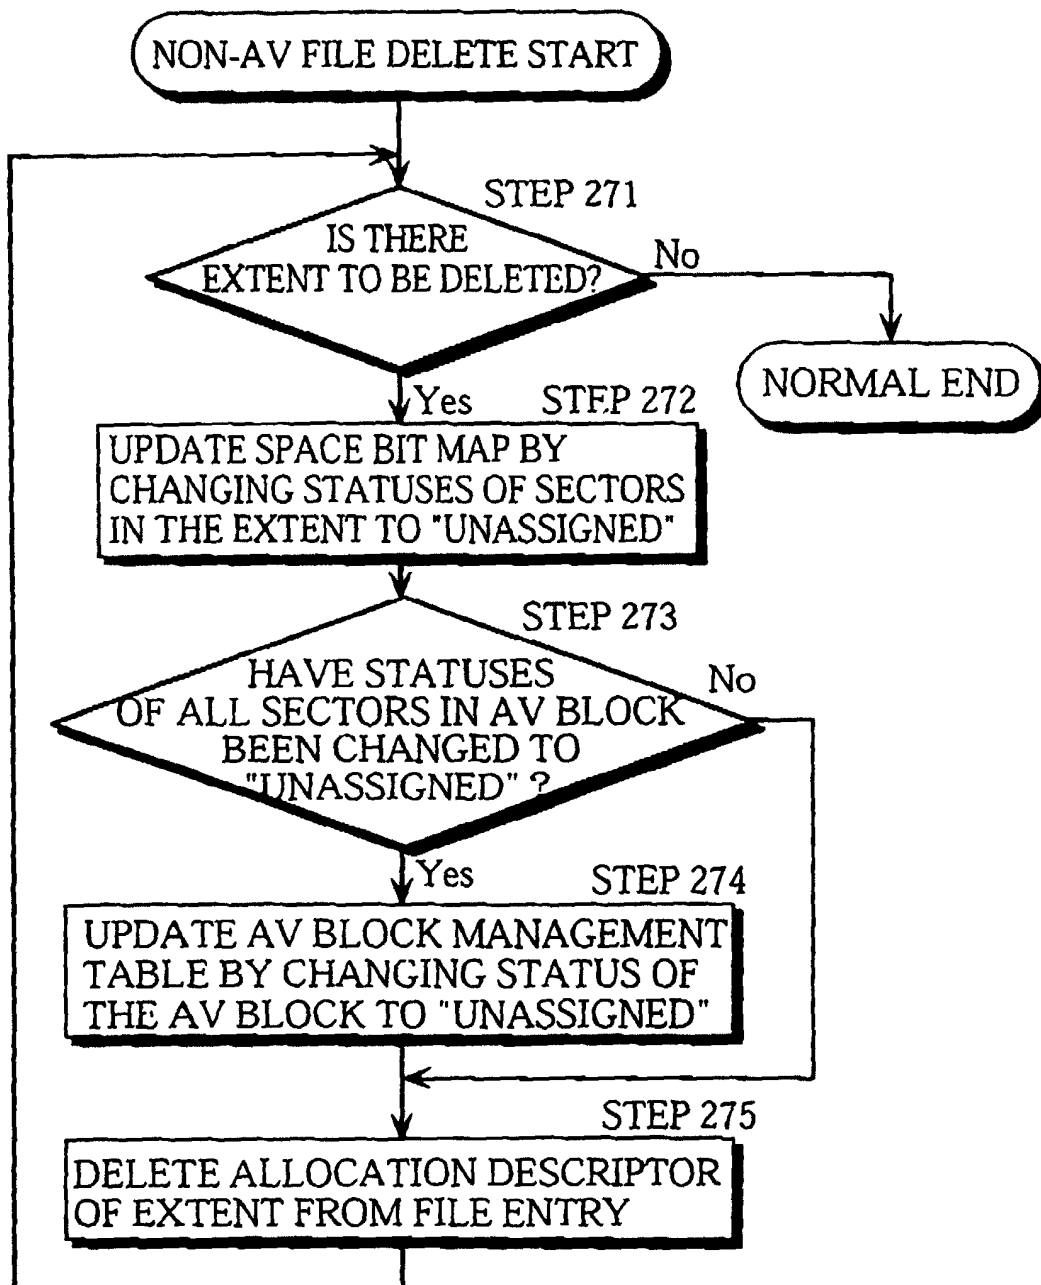 NON-AV FILE DELETE START
STEP 271
IS THERE
EXTENT TO BE DELETED?
No
NORMAL END
Yes
STEP 272
UPDATE SPACE BIT MAP BY
CHANGING STATUSES OF SECTORS
IN THE EXTENT TO "UNASSIGNED"
STEP 273
HAVE STATUSES
OF ALL SECTORS IN AV BLOCK
BEEN CHANGED TO
"UNASSIGNED" ?
No
Yes
STEP 274
UPDATE AV BLOCK MANAGEMENT
TABLE BY CHANGING STATUS OF
THE AV BLOCK TO "UNASSIGNED"
STEP 275
DELETE ALLOCATION DESCRIPTOR
OF EXTENT FROM FILE ENTRY